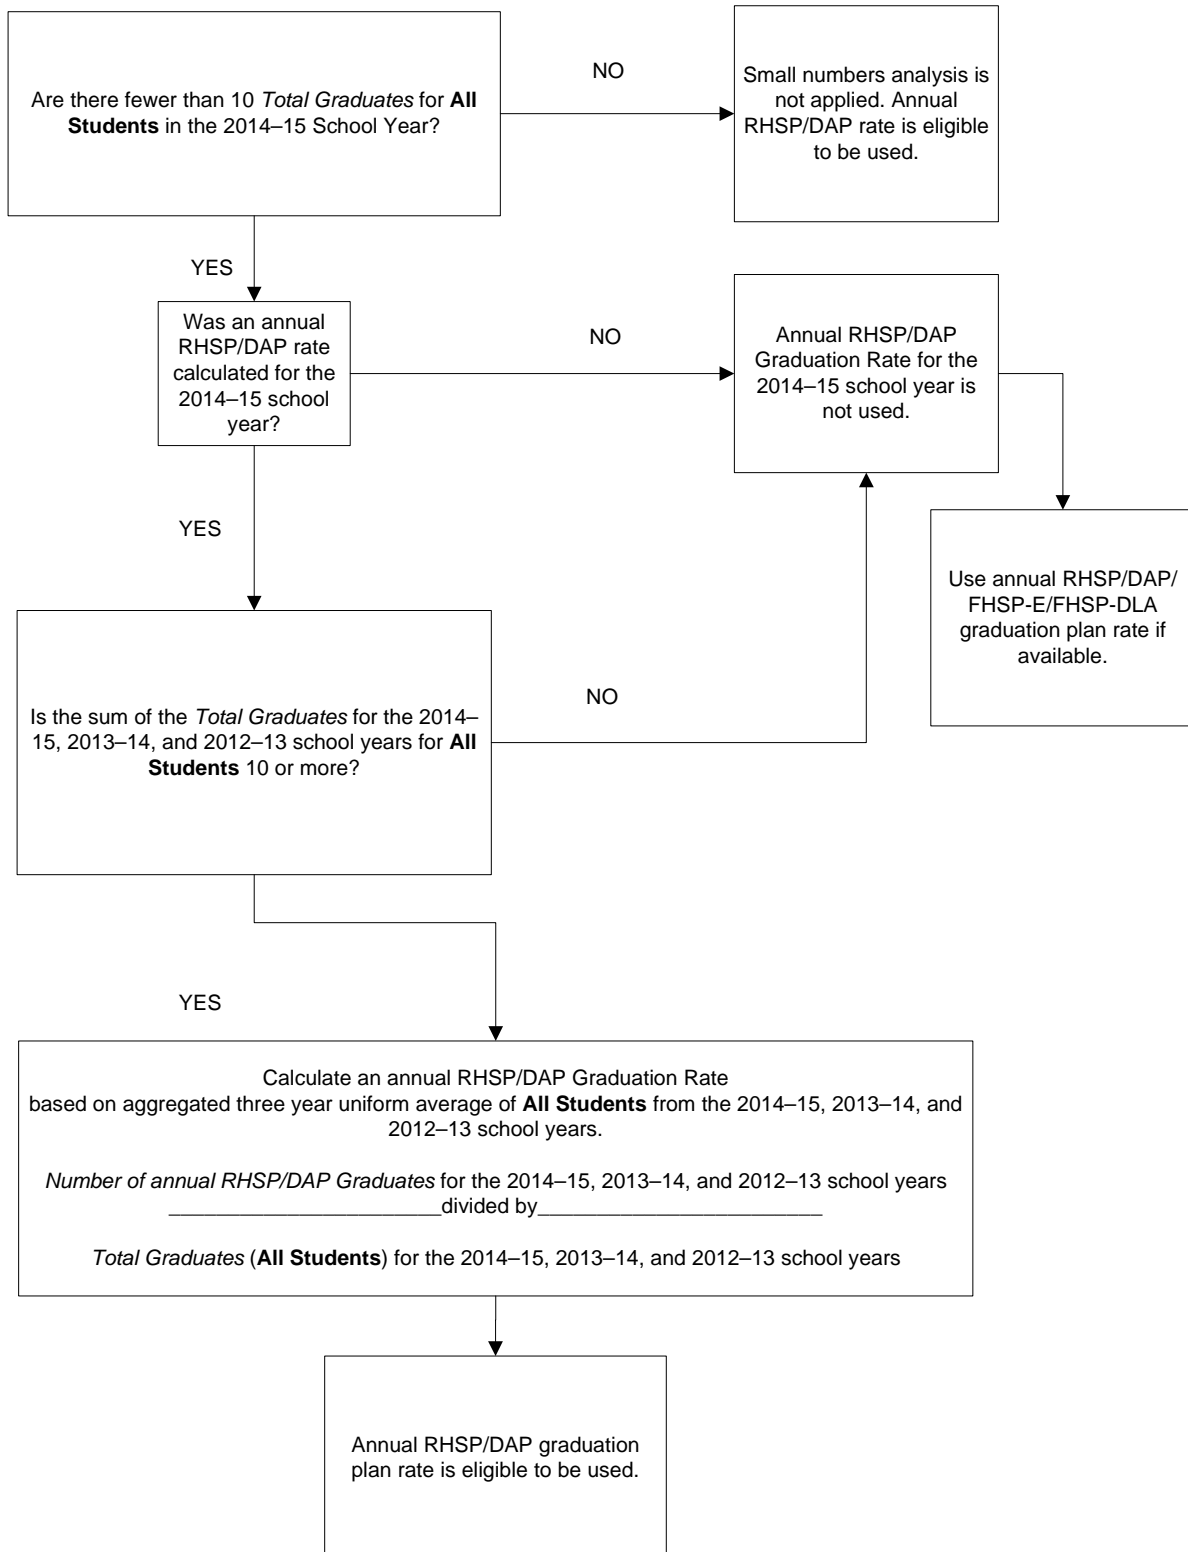 Are there fewer than 10 Total Graduates for All
Students in the 2014–15 School Year?
NO
Small numbers analysis is
not applied. Annual
RHSP/DAP rate is eligible
to be used.
YES
Was an annual
RHSP/DAP rate
calculated for the
2014–15 school
year?
NO
Annual RHSP/DAP
Graduation Rate for the
2014–15 school year is
not used.
YES
Use annual RHSP/DAP/
FHSP-E/FHSP-DLA
graduation plan rate if
available.
Is the sum of the Total Graduates for the 2014–
15, 2013–14, and 2012–13 school years for All
Students 10 or more?
NO
YES
Calculate an annual RHSP/DAP Graduation Rate
based on aggregated three year uniform average of All Students from the 2014–15, 2013–14, and
2012–13 school years.
Number of annual RHSP/DAP Graduates for the 2014–15, 2013–14, and 2012–13 school years
_______________________divided by________________________
Total Graduates (All Students) for the 2014–15, 2013–14, and 2012–13 school years
Annual RHSP/DAP graduation
plan rate is eligible to be used.